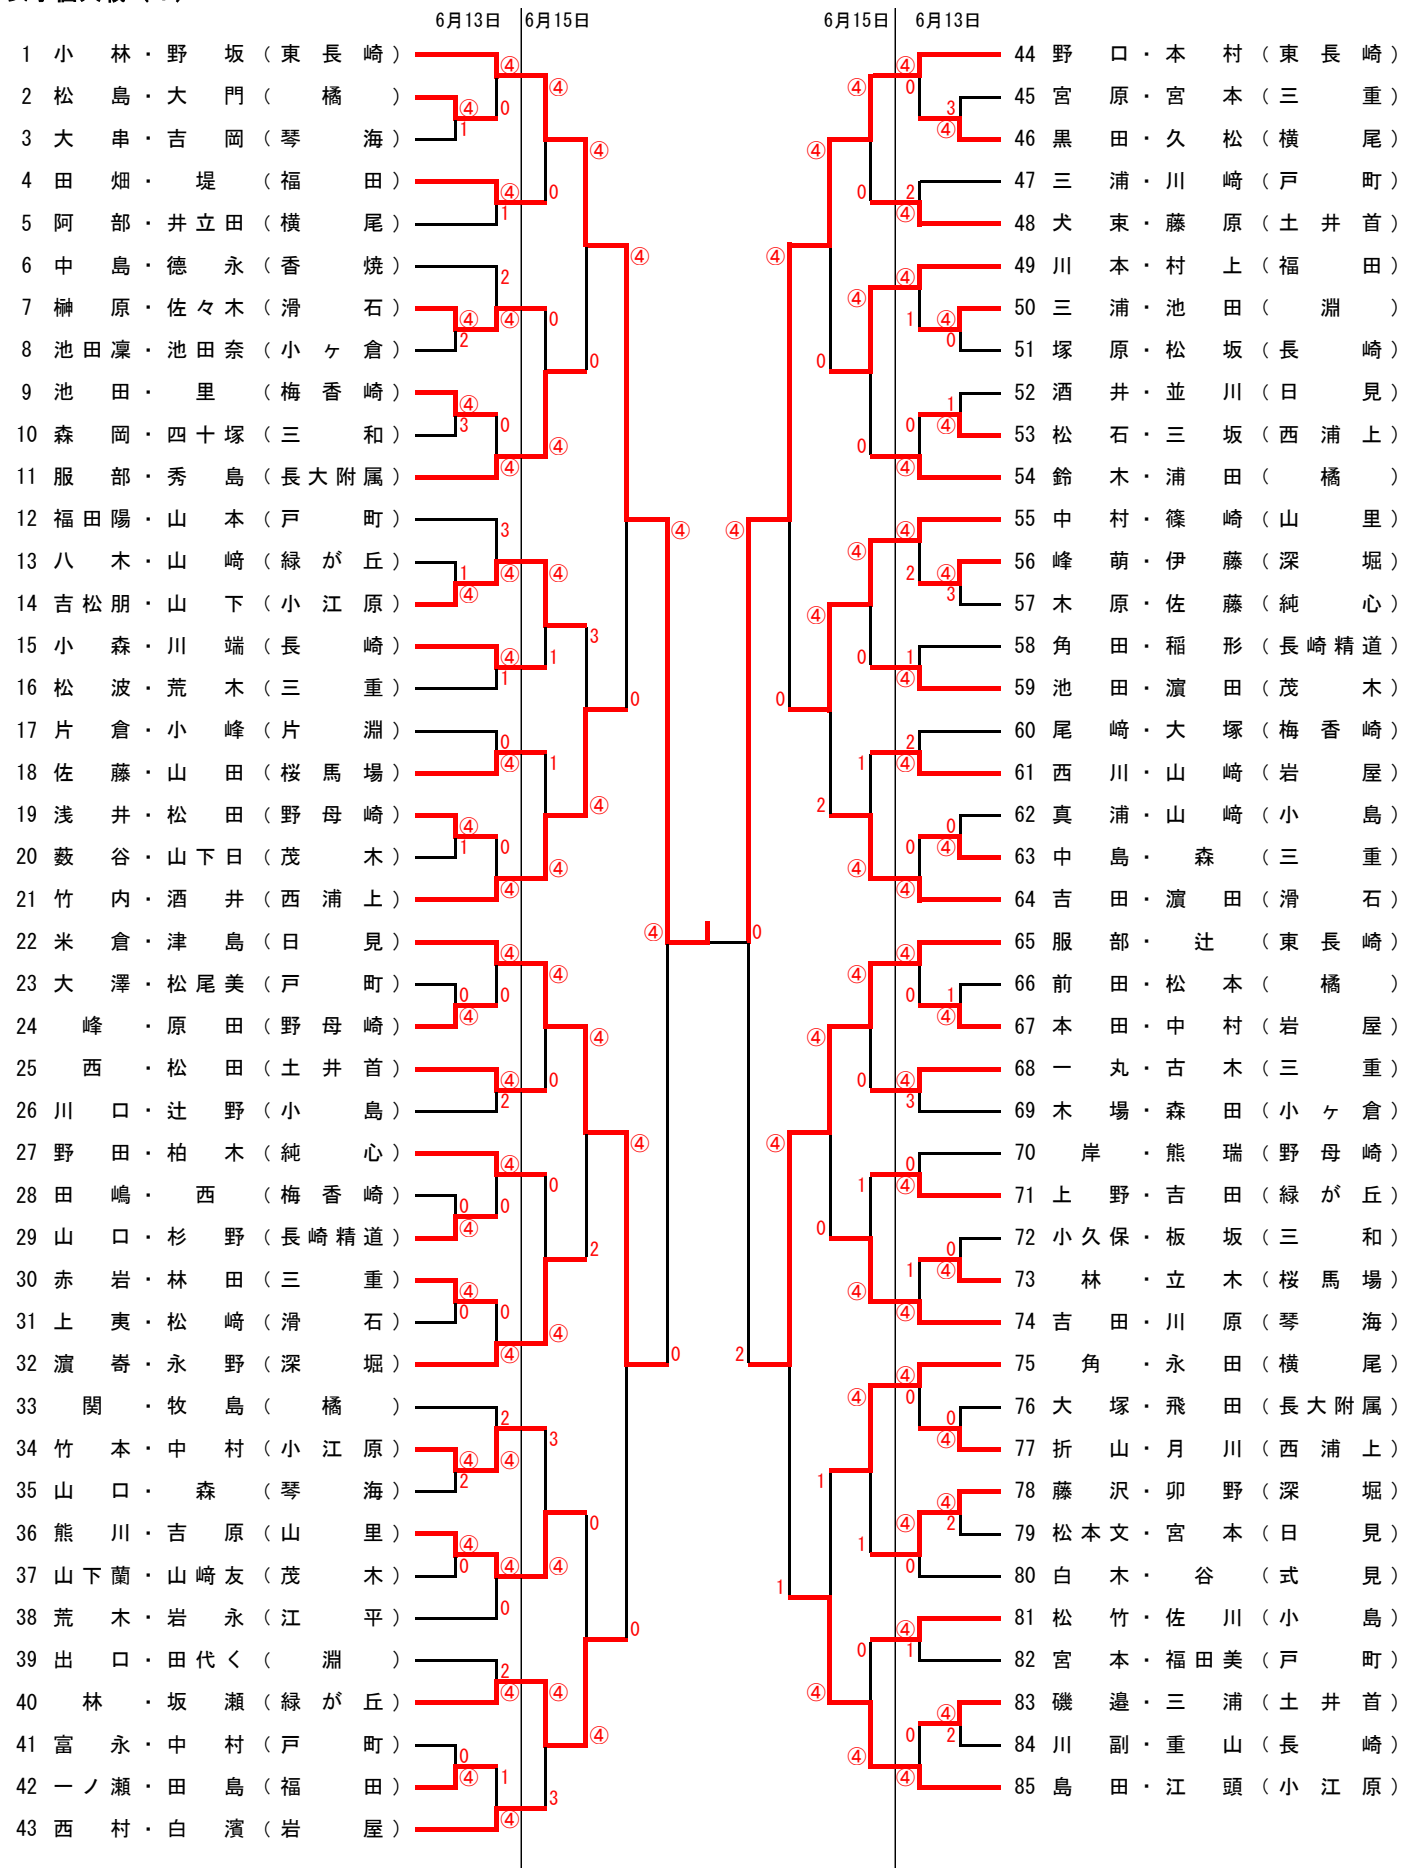 6月13日 6月15日 6月15日 6月13日
1 小林・野坂（東長崎）
2 松島・大門（橘）
3 大串・吉岡（琴海）
4 田畑・堤（福田）
5 阿部・井立田（横尾）
6 中島・德永（香焼）
7 榊原・佐々木（滑石）
8 池田凜・池田奈（小ヶ倉）
9 池田・里（梅香崎）
10 森岡・四十塚（三和）
11 服部・秀島（長大附属）
12 福田陽・山本（戸町）
13 八木・山﨑（緑が丘）
14 吉松朋・山下（小江原）
15 小森・川端（長崎）
16 松波・荒木（三重）
17 片倉・小峰（片淵）
18 佐藤・山田（桜馬場）
19 浅井・松田（野母崎）
20 薮谷・山下日（茂木）
21 竹内・酒井（西浦上）
22 米倉・津島（日見）
23 大澤・松尾美（戸町）
24 峰・原田（野母崎）
25 西・松田（土井首）
26 川口・辻野（小島）
27 野田・柏木（純心）
28 田嶋・西（梅香崎）
29 山口・杉野（長崎精道）
30 赤岩・林田（三重）
31 上夷・松﨑（滑石）
32 濵嵜・永野（深堀）
33 関・牧島（橘）
34 竹本・中村（小江原）
35 山口・森（琴海）
36 熊川・吉原（山里）
37 山下蘭・山﨑友（茂木）
38 荒木・岩永（江平）
39 出口・田代く（淵）
40 林・坂瀬（緑が丘）
41 富永・中村（戸町）
42 一ノ瀬・田島（福田）
43 西村・白濱（岩屋）
44 野口・本村（東長崎）
45 宮原・宮本（三重）
46 黒田・久松（横尾）
47 三浦・川﨑（戸町）
48 犬束・藤原（土井首）
49 川本・村上（福田）
50 三浦・池田（淵）
51 塚原・松坂（長崎）
52 酒井・並川（日見）
53 松石・三坂（西浦上）
54 鈴木・浦田（橘）
55 中村・篠崎（山里）
56 峰萌・伊藤（深堀）
57 木原・佐藤（純心）
58 角田・稲形（長崎精道）
59 池田・濵田（茂木）
60 尾﨑・大塚（梅香崎）
61 西川・山﨑（岩屋）
62 真浦・山﨑（小島）
63 中島・森（三重）
64 吉田・濵田（滑石）
65 服部・辻（東長崎）
66 前田・松本（橘）
67 本田・中村（岩屋）
68 一丸・古木（三重）
69 木場・森田（小ヶ倉）
70 岸・熊瑞（野母崎）
71 上野・吉田（緑が丘）
72 小久保・板坂（三和）
73 林・立木（桜馬場）
74 吉田・川原（琴海）
75 角・永田（横尾）
76 大塚・飛田（長大附属）
77 折山・月川（西浦上）
78 藤沢・卯野（深堀）
79 松本文・宮本（日見）
80 白木・谷（式見）
81 松竹・佐川（小島）
82 宮本・福田美（戸町）
83 磯邉・三浦（土井首）
84 川副・重山（長崎）
85 島田・江頭（小江原）